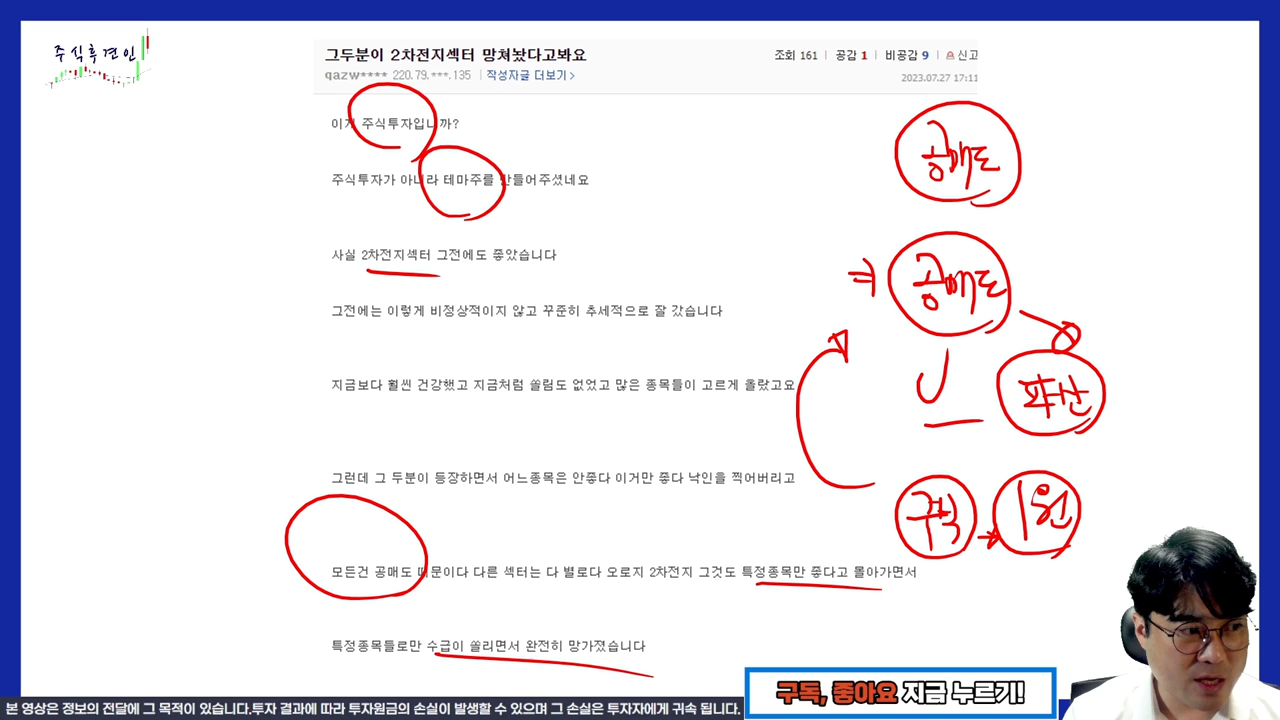 주식후견인
그두분이 2차전지섹터 망쳐놨다고봐요
조회 161 | 공감 1 | 비공감 9 | 신고
qazw**** 220.79.***.135 | 작성자글 더보기 >
2023.07.27 17:11
이게 주식투자입니까?
주식투자가 아니라 테마주를 만들어주셨네요
사실 2차전지섹터 그전에도 좋았습니다
그전에는 이렇게 비정상적이지 않고 꾸준히 추세적으로 잘 갔습니다
지금보다 훨씬 건강했고 지금처럼 쏠림도 없었고 많은 종목들이 고르게 올랐고요
그런데 그 두분이 등장하면서 어느종목은 안좋다 이거만 좋다 낙인을 찍어버리고
모든건 공매도 때문이다 다른 섹터는 다 별로다 오로지 2차전지 그것도 특정종목만 좋다고 몰아가면서
특정종목들로만 수급이 쏠리면서 완전히 망가졌습니다
공매도
공매도
파산
1원
구독, 좋아요 지금 누르기!
본 영상은 정보의 전달에 그 목적이 있습니다.투자 결과에 따라 투자원금의 손실이 발생할 수 있으며 그 손실은 투자자에게 귀속 됩니다.